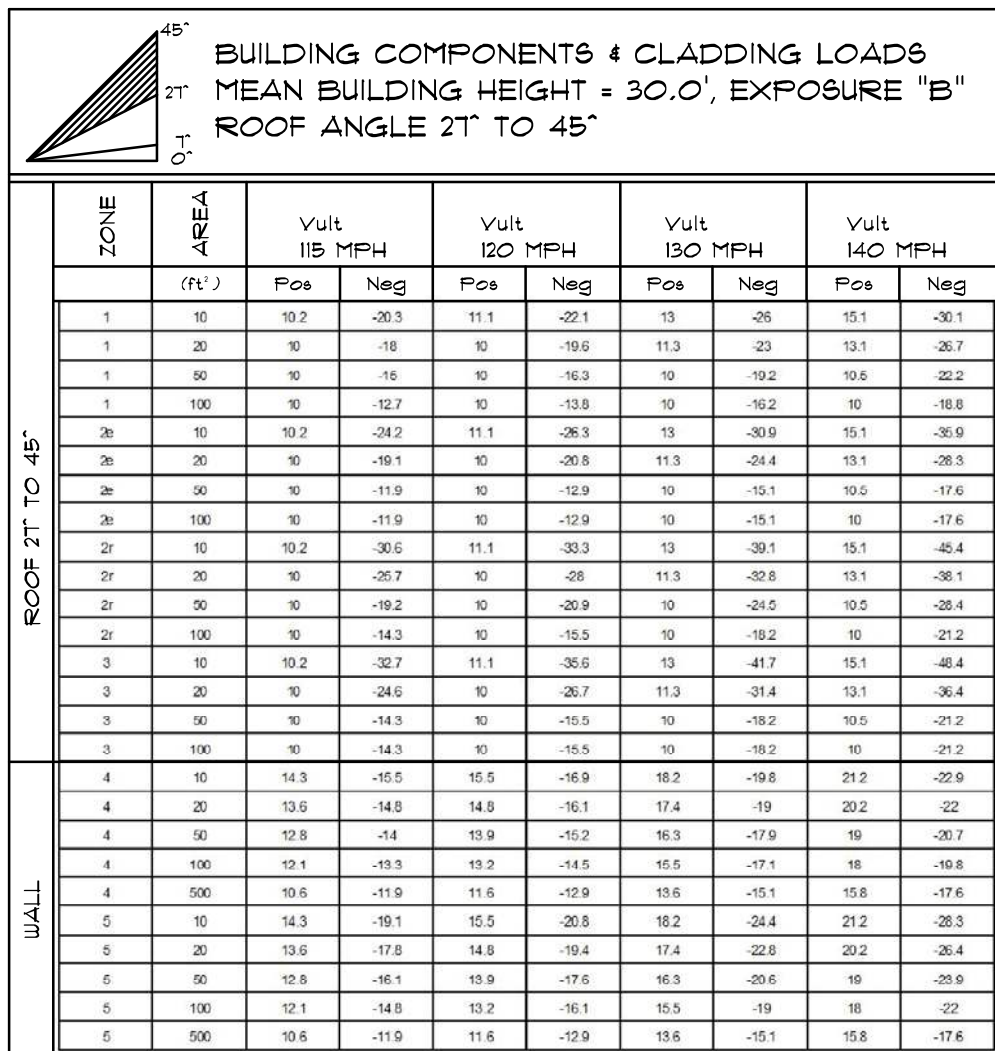 45ˆ
27ˆ
7ˆ
0ˆ
BUILDING COMPONENTS & CLADDING LOADS
MEAN BUILDING HEIGHT = 30.0', EXPOSURE "B"
ROOF ANGLE 27ˆ TO 45ˆ
ZONE AREA Vult 115 MPH Vult 120 MPH Vult 130 MPH Vult 140 MPH
(ft²) Pos Neg Pos Neg Pos Neg Pos Neg
ROOF 27ˆ TO 45ˆ
1 10 10.2 -20.3 11.1 -22.1 13 -26 15.1 -30.1
1 20 10 -18 10 -19.6 11.3 -23 13.1 -26.7
1 50 10 -15 10 -16.3 10 -19.2 10.5 -22.2
1 100 10 -12.7 10 -13.8 10 -16.2 10 -18.8
2e 10 10.2 -24.2 11.1 -26.3 13 -30.9 15.1 -35.9
2e 20 10 -19.1 10 -20.8 11.3 -24.4 13.1 -28.3
2e 50 10 -11.9 10 -12.9 10 -15.1 10.5 -17.6
2e 100 10 -11.9 10 -12.9 10 -15.1 10 -17.6
2r 10 10.2 -30.6 11.1 -33.3 13 -39.1 15.1 -45.4
2r 20 10 -25.7 10 -28 11.3 -32.8 13.1 -38.1
2r 50 10 -19.2 10 -20.9 10 -24.5 10.5 -28.4
2r 100 10 -14.3 10 -15.5 10 -18.2 10 -21.2
3 10 10.2 -32.7 11.1 -35.6 13 -41.7 15.1 -48.4
3 20 10 -24.6 10 -26.7 11.3 -31.4 13.1 -36.4
3 50 10 -14.3 10 -15.5 10 -18.2 10.5 -21.2
3 100 10 -14.3 10 -15.5 10 -18.2 10 -21.2
WALL
4 10 14.3 -15.5 15.5 -16.9 18.2 -19.8 21.2 -22.9
4 20 13.6 -14.8 14.8 -16.1 17.4 -19 20.2 -22
4 50 12.8 -14 13.9 -15.2 16.3 -17.9 19 -20.7
4 100 12.1 -13.3 13.2 -14.5 15.5 -17.1 18 -19.8
4 500 10.6 -11.9 11.6 -12.9 13.6 -15.1 15.8 -17.6
5 10 14.3 -19.1 15.5 -20.8 18.2 -24.4 21.2 -28.3
5 20 13.6 -17.8 14.8 -19.4 17.4 -22.8 20.2 -26.4
5 50 12.8 -16.1 13.9 -17.6 16.3 -20.6 19 -23.9
5 100 12.1 -14.8 13.2 -16.1 15.5 -19 18 -22
5 500 10.6 -11.9 11.6 -12.9 13.6 -15.1 15.8 -17.6